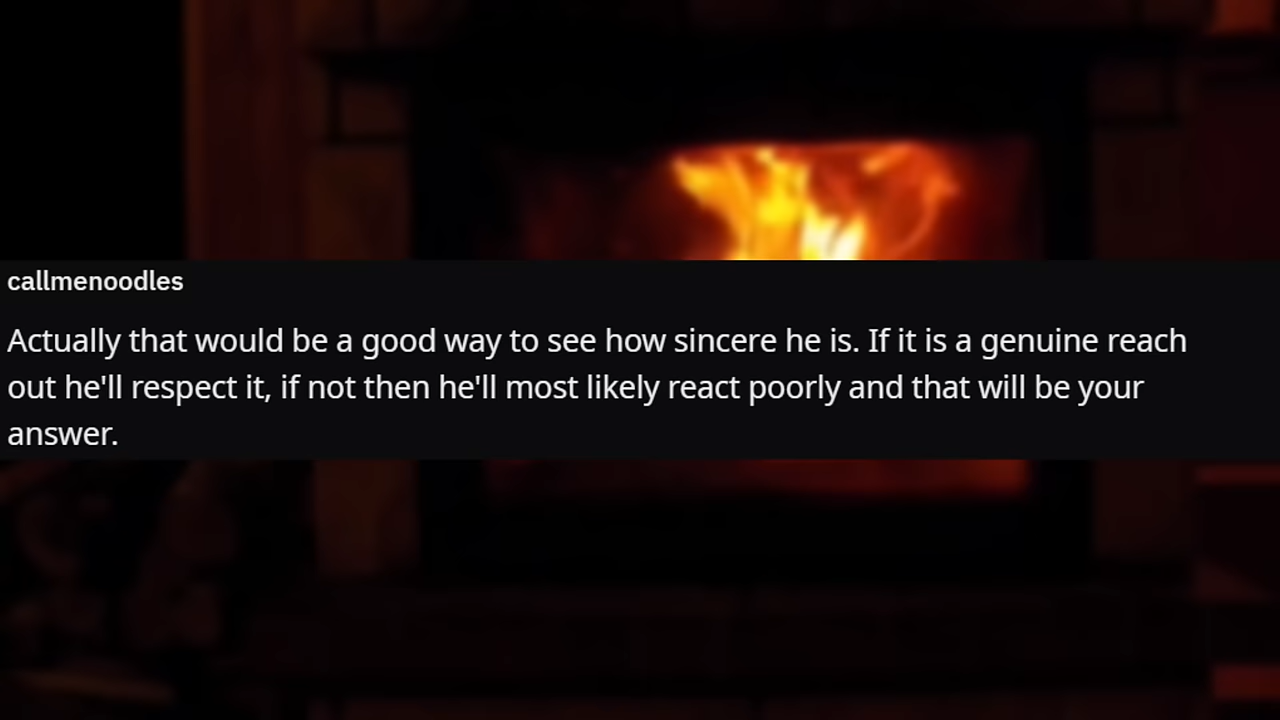 callmenoodles
Actually that would be a good way to see how sincere he is. If it is a genuine reach
out he'll respect it, if not then he'll most likely react poorly and that will be your
answer.